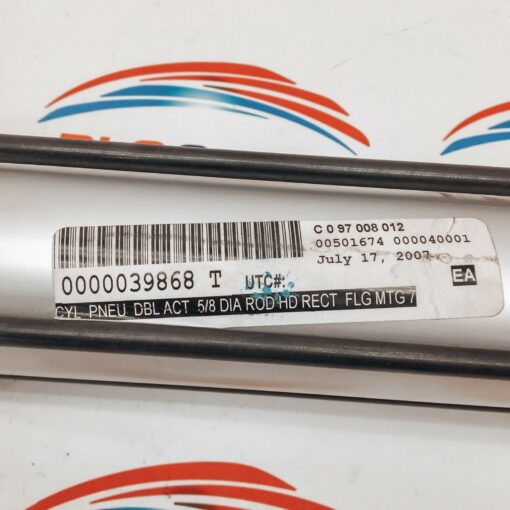 C 0 97 008 012
00501674 000040001
July 17, 2007
0000039868 T UTC#:
EA
CYL PNEU DBL ACT 5/8 DIA ROD HD RECT FLG MTG 7